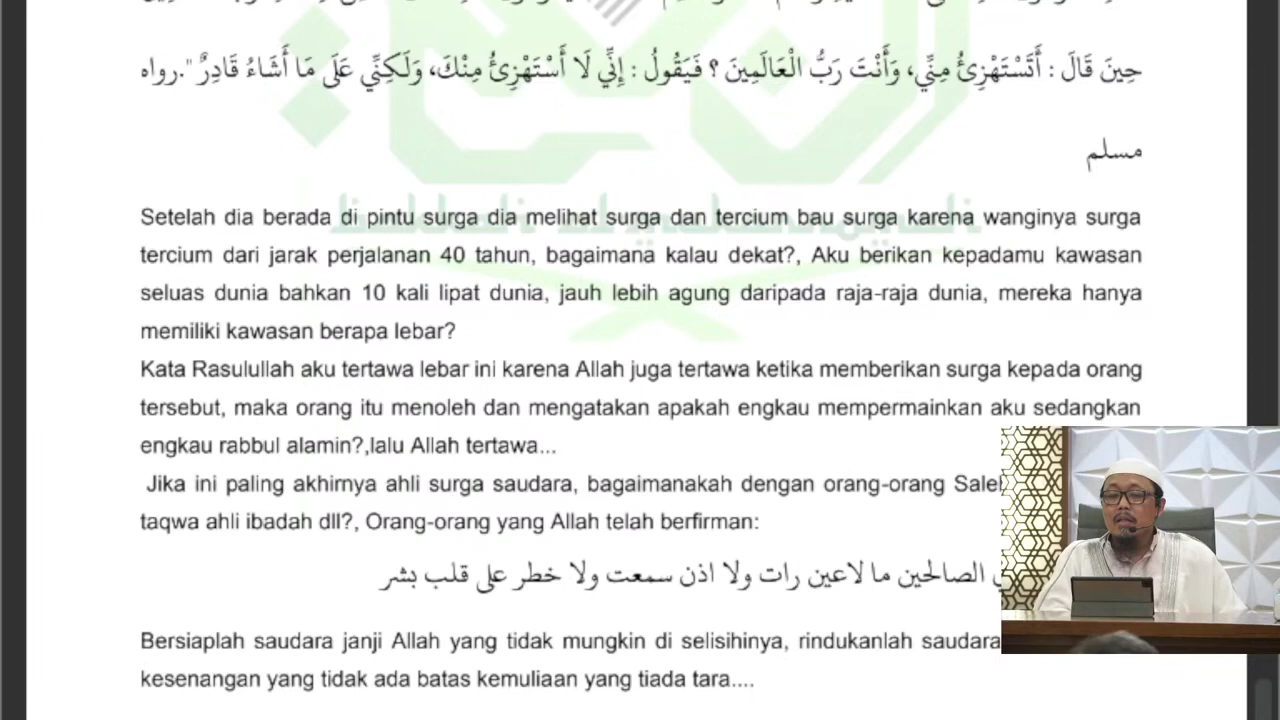 حِينَ قَالَ : أَتَسْتَهْزِئُ مِنِّي، وَأَنْتَ رَبُّ الْعَالَمِينَ ؟ فَيَقُولُ : إِنِّي لَا أَسْتَهْزِئُ مِنْكَ، وَلَكِنِّي عَلَى مَا أَشَاءُ قَادِرٌ ".رواه
مسلم
Setelah dia berada di pintu surga dia melihat surga dan tercium bau surga karena wanginya surga
tercium dari jarak perjalanan 40 tahun, bagaimana kalau dekat?, Aku berikan kepadamu kawasan
seluas dunia bahkan 10 kali lipat dunia, jauh lebih agung daripada raja-raja dunia, mereka hanya
memiliki kawasan berapa lebar?
Kata Rasulullah aku tertawa lebar ini karena Allah juga tertawa ketika memberikan surga kepada orang
tersebut, maka orang itu menoleh dan mengatakan apakah engkau mempermainkan aku sedangkan
engkau rabbul alamin?,lalu Allah tertawa...
Jika ini paling akhirnya ahli surga saudara, bagaimanakah dengan orang-orang
taqwa ahli ibadah dll?, Orang-orang yang Allah telah berfirman:
الصالحين ما لاعين رات ولا اذن سمعت ولا خطر على قلب بشر
Bersiaplah saudara janji Allah yang tidak mungkin di selisihinya, rindukanlah saudara
kesenangan yang tidak ada batas kemuliaan yang tiada tara....